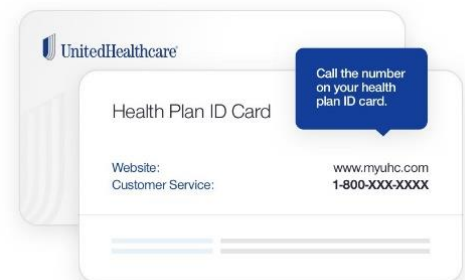 UnitedHealthcare
Call the number
on your health
plan ID card.
Health Plan ID Card
Website: www.myuhc.com
Customer Service: 1-800-XXX-XXXX